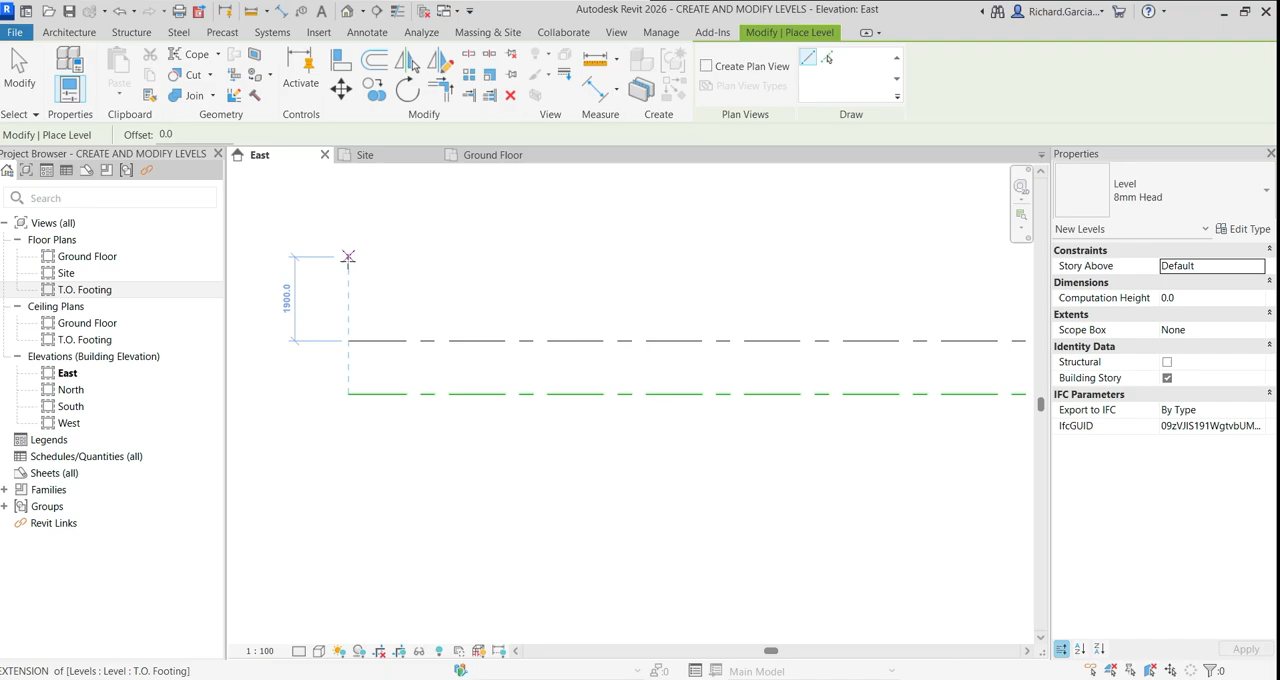 Autodesk Revit 2026 - CREATE AND MODIFY LEVELS - Elevation: East
Richard.Garcia...
File Architecture Structure Steel Precast Systems Insert Annotate Analyze Massing & Site Collaborate View Manage Add-Ins Modify | Place Level
Modify
Paste
Cope
Cut
Join
Activate
Create Plan View
Plan View Types
Select Properties Clipboard Geometry Controls Modify View Measure Create Plan Views Draw
Modify | Place Level Offset: 0.0
Project Browser - CREATE AND MODIFY LEVELS
East
Site
Ground Floor
Search
Views (all)
Floor Plans
Ground Floor
Site
T.O. Footing
Ceiling Plans
Ground Floor
T.O. Footing
Elevations (Building Elevation)
East
North
South
West
Legends
Schedules/Quantities (all)
Sheets (all)
Families
Groups
Revit Links
1900.0
Properties
Level
8mm Head
New Levels
Edit Type
Constraints
Story Above Default
Dimensions
Computation Height 0.0
Extents
Scope Box None
Identity Data
Structural
Building Story
IFC Parameters
Export to IFC By Type
IfcGUID 09zVJIS191WgtvbUM...
Apply
1 : 100
EXTENSION of [Levels : Level : T.O. Footing]
:0
Main Model
:0